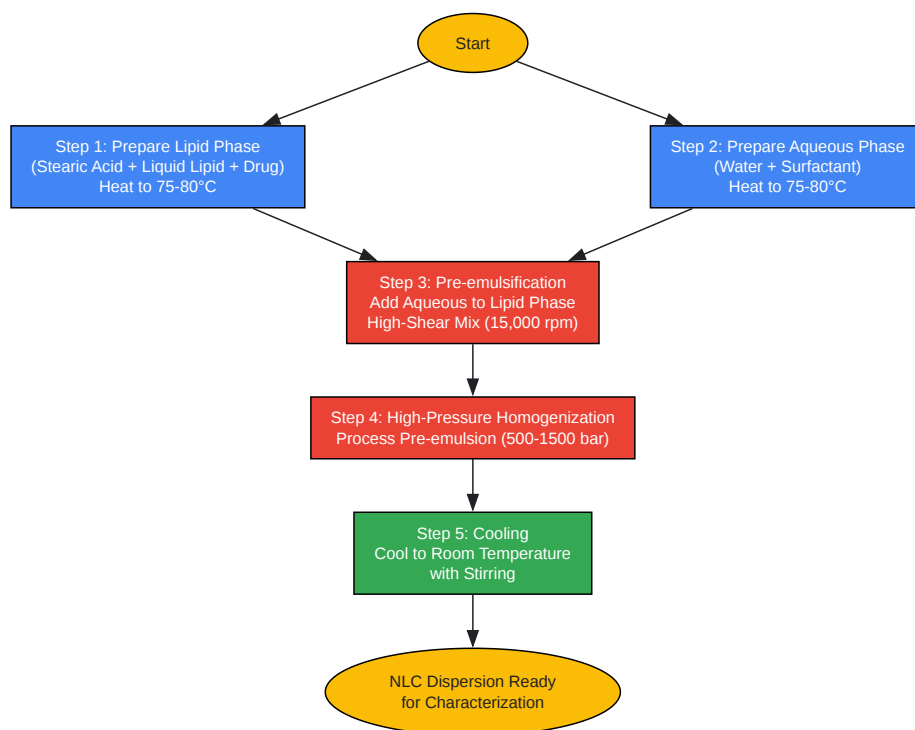 Start
Step 1: Prepare Lipid Phase
(Stearic Acid + Liquid Lipid + Drug)
Heat to 75-80°C
Step 2: Prepare Aqueous Phase
(Water + Surfactant)
Heat to 75-80°C
Step 3: Pre-emulsification
Add Aqueous to Lipid Phase
High-Shear Mix (15,000 rpm)
Step 4: High-Pressure Homogenization
Process Pre-emulsion (500-1500 bar)
Step 5: Cooling
Cool to Room Temperature
with Stirring
NLC Dispersion Ready
for Characterization